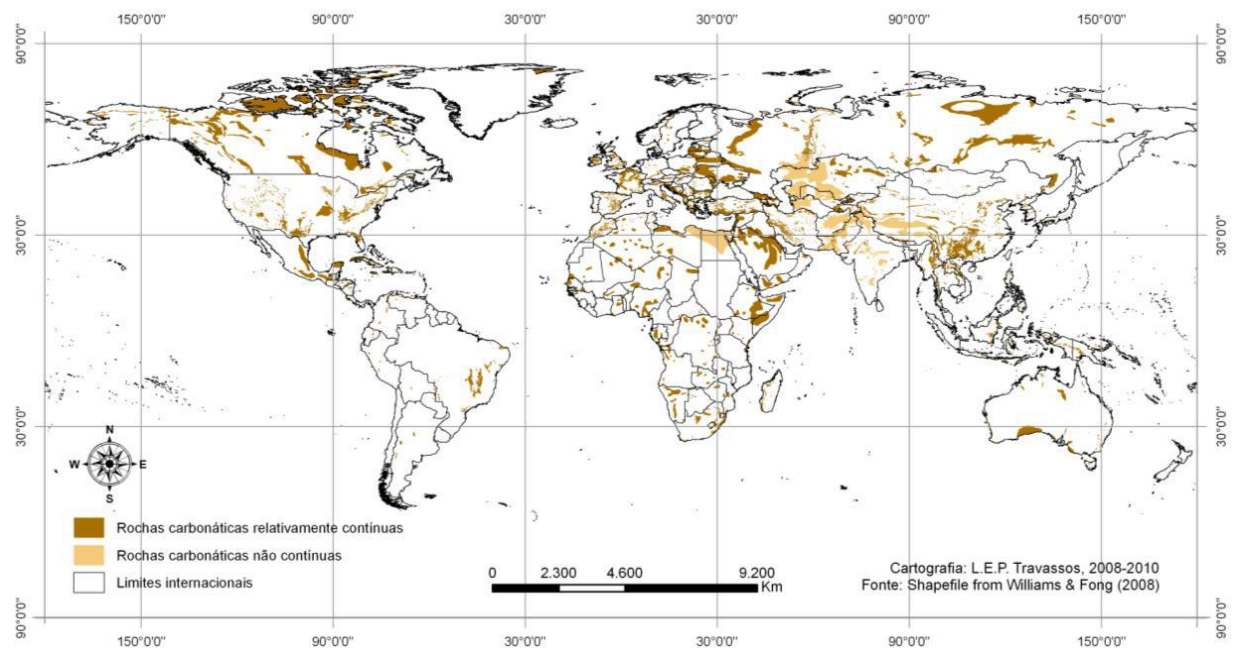 150°0'0" 90°0'0" 30°0'0" 30°0'0" 90°0'0" 150°0'0"
90°0'0" 90°0'0"
30°0'0" 30°0'0"
30°0'0" 30°0'0"
N
W E
S
Rochas carbonáticas relativamente contínuas
Rochas carbonáticas não contínuas
Limites internacionais
0 2.300 4.600 9.200
Km
Cartografia: L.E.P. Travassos, 2008-2010
Fonte: Shapefile from Williams & Fong (2008)
90°0'0" 90°0'0"
150°0'0" 90°0'0" 30°0'0" 30°0'0" 90°0'0" 150°0'0"